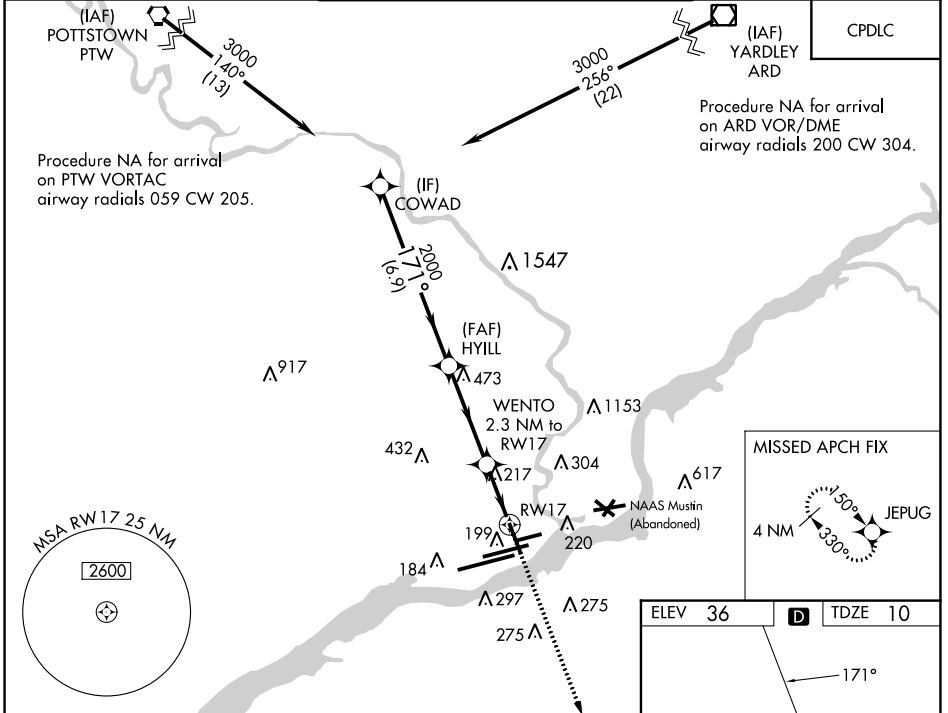 (IAF)
POTTSTOWN
PTW
3000
140°
(13)
3000
256°
(22)
(IAF)
YARDLEY
ARD
CPDLC
Procedure NA for arrival
on ARD VOR/DME
airway radials 200 CW 304.
Procedure NA for arrival
on PTW VORTAC
airway radials 059 CW 205.
(IF)
COWAD
2000
171°
(6.9)
1547
(FAF)
HYILL
917
473
WENTO
2.3 NM to
RW17
1153
432
217
304
617
RW17
NAAS Mustin
(Abandoned)
199
220
184
297
275
275
MISSED APCH FIX
4 NM
150°
330°
JEPUG
MSA RW17 25 NM
2600
ELEV 36
D
TDZE 10
171°